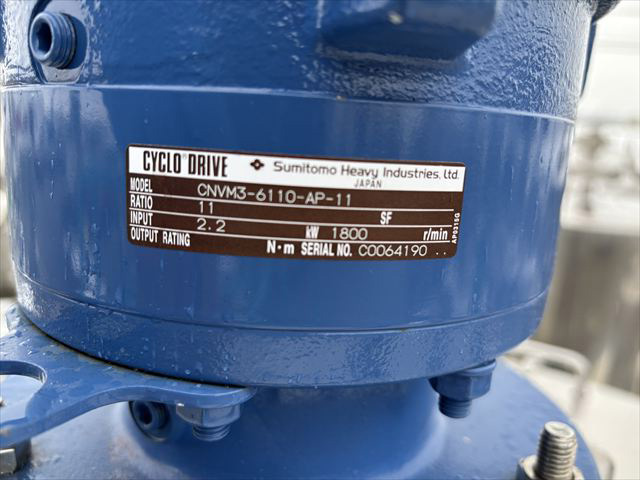 CYCLO® DRIVE Sumitomo Heavy Industries, Ltd.
JAPAN
MODEL CNVM3-6110-AP-11
RATIO 11 SF
INPUT 2.2 kW 1800 r/min
OUTPUT RATING N·m SERIAL NO. C0064190
AP0315G